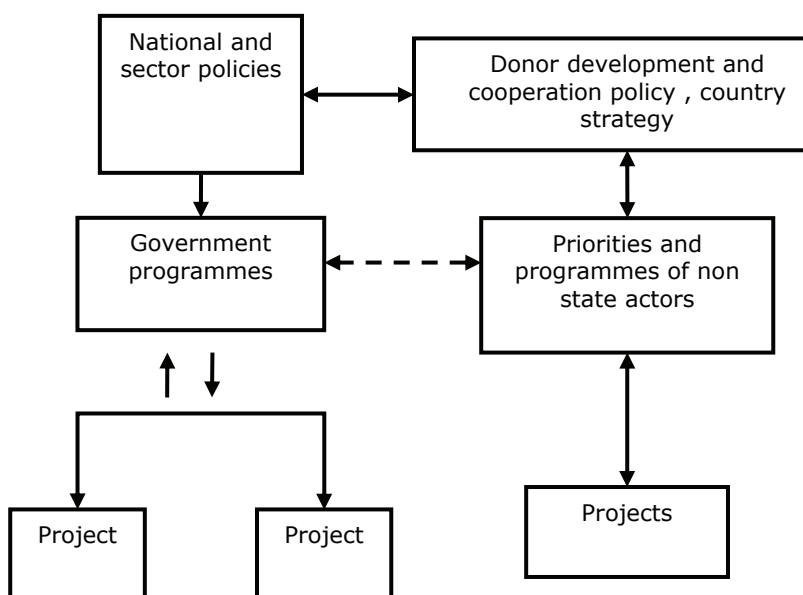 National and
sector policies
Donor development and
cooperation policy , country
strategy
Government
programmes
Priorities and
programmes of non
state actors
Project
Project
Projects